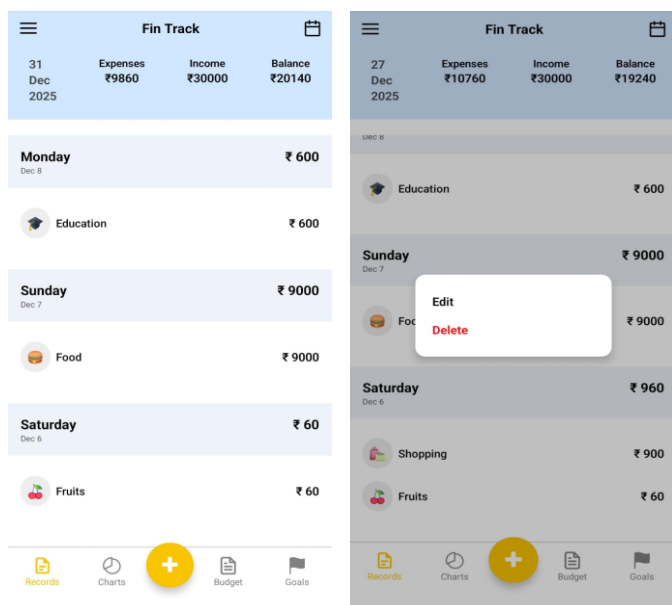 Fin Track
31
Dec
2025
Expenses
₹9860
Income
₹30000
Balance
₹20140
Monday
₹ 600
Dec 8
Education
₹ 600
Sunday
₹ 9000
Dec 7
Food
₹ 9000
Saturday
₹ 60
Dec 6
Fruits
₹ 60
Records
Charts
Budget
Goals
Fin Track
27
Dec
2025
Expenses
₹10760
Income
₹30000
Balance
₹19240
Dec 8
Education
₹ 600
Sunday
₹ 9000
Dec 7
Edit
Delete
Foo
₹ 9000
Saturday
₹ 960
Dec 6
Shopping
₹ 900
Fruits
₹ 60
Records
Charts
Budget
Goals